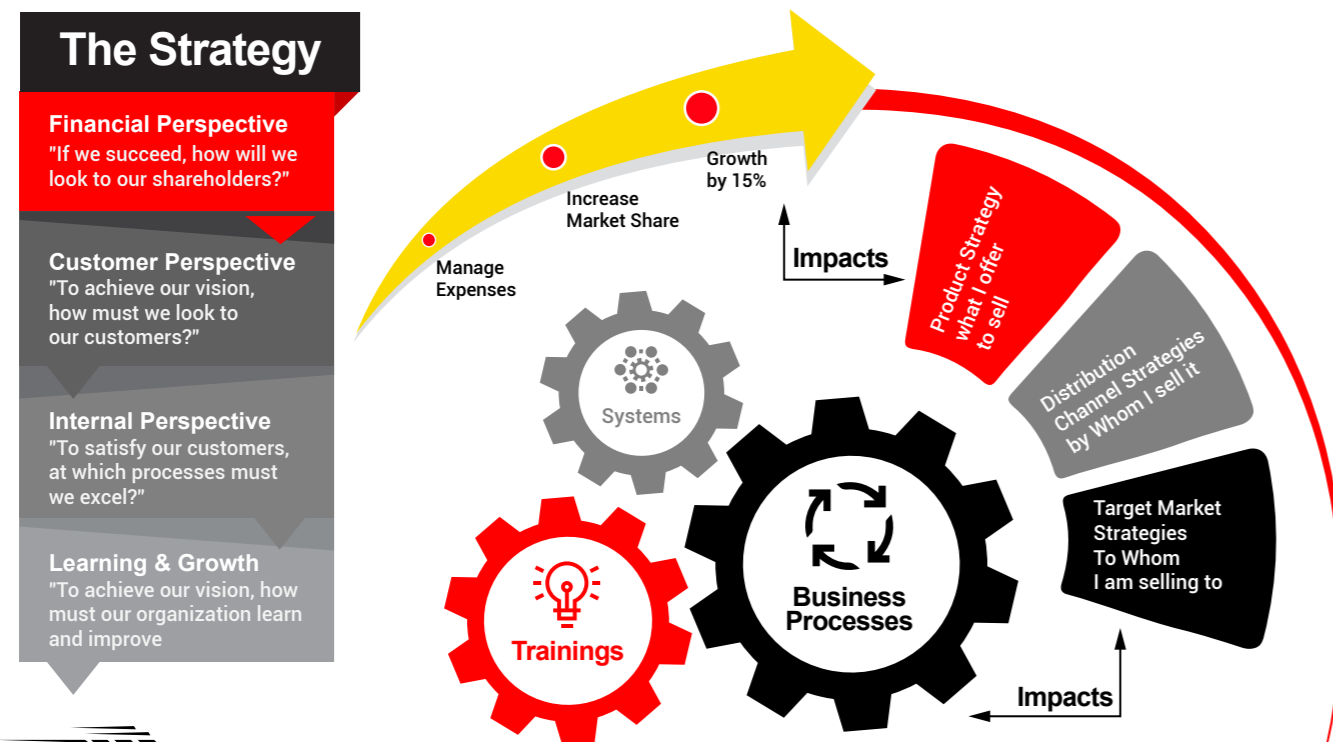 The Strategy
Financial Perspective
"If we succeed, how will we
look to our shareholders?"
Customer Perspective
"To achieve our vision,
how must we look to
our customers?"
Internal Perspective
"To satisfy our customers,
at which processes must
we excel?"
Learning & Growth
"To achieve our vision, how
must our organization learn
and improve
Manage
Expenses
Increase
Market Share
Growth
by 15%
Impacts
Product Strategy
what I offer
to sell
Distribution
Channel Strategies
by Whom I sell it
Target Market
Strategies
To Whom
I am selling to
Systems
Trainings
Business
Processes
Impacts